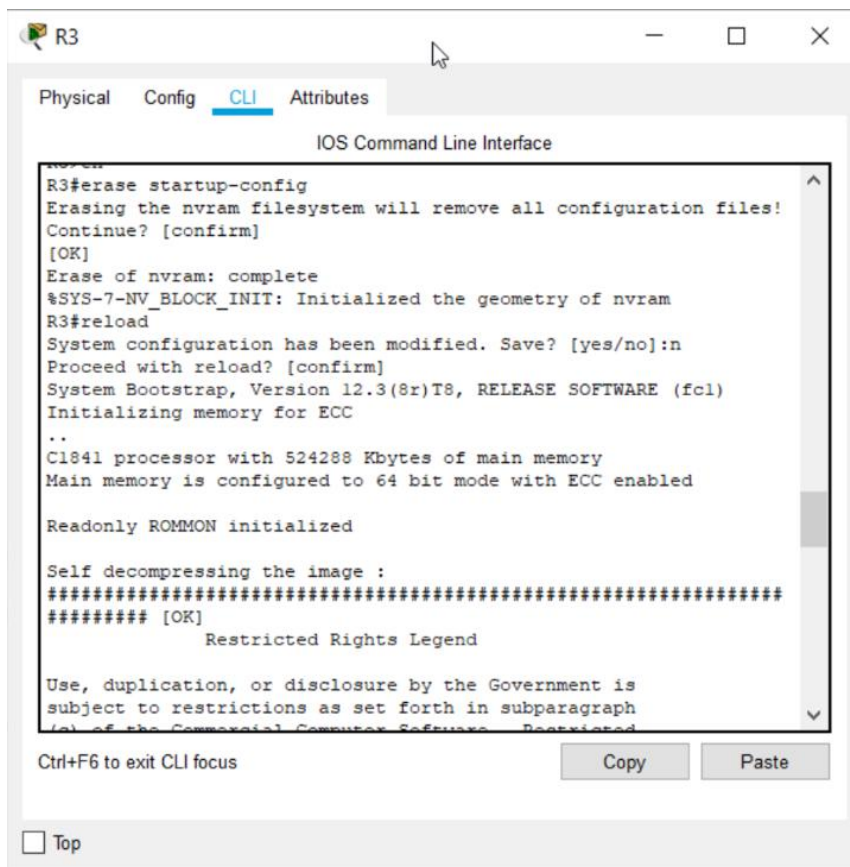 R3
Physical Config CLI Attributes
IOS Command Line Interface
R3#erase startup-config
Erasing the nvram filesystem will remove all configuration files!
Continue? [confirm]
[OK]
Erase of nvram: complete
%SYS-7-NV_BLOCK_INIT: Initialized the geometry of nvram
R3#reload
System configuration has been modified. Save? [yes/no]:n
Proceed with reload? [confirm]
System Bootstrap, Version 12.3(8r)T8, RELEASE SOFTWARE (fc1)
Initializing memory for ECC
..
C1841 processor with 524288 Kbytes of main memory
Main memory is configured to 64 bit mode with ECC enabled
Readonly ROMMON initialized
Self decompressing the image :
#################################################################
######### [OK]
Restricted Rights Legend
Use, duplication, or disclosure by the Government is
subject to restrictions as set forth in subparagraph
(c) of the Commercial Computer Software - Restricted
Ctrl+F6 to exit CLI focus
Copy
Paste
Top